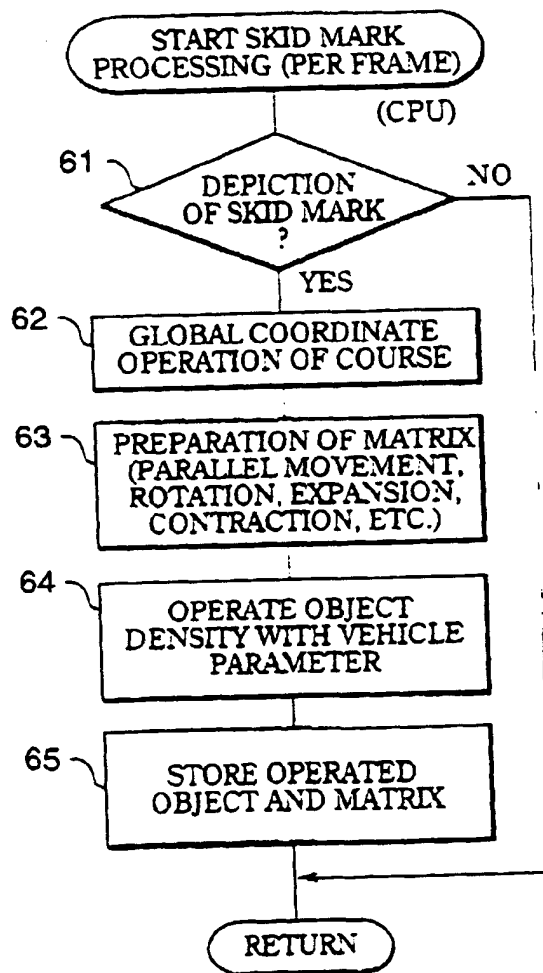 START SKID MARK
PROCESSING (PER FRAME)
(CPU)
61
DEPICTION
OF SKID MARK
?
NO
YES
62
GLOBAL COORDINATE
OPERATION OF COURSE
63
PREPARATION OF MATRIX
(PARALLEL MOVEMENT,
ROTATION, EXPANSION,
CONTRACTION, ETC.)
64
OPERATE OBJECT
DENSITY WITH VEHICLE
PARAMETER
65
STORE OPERATED
OBJECT AND MATRIX
RETURN